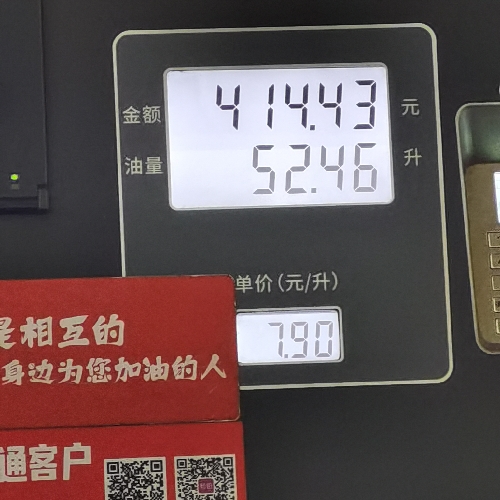 金额 414.43 元
油量 52.46 升
单价(元/升)
7.90
是相互的
身边为您加油的人
通客户